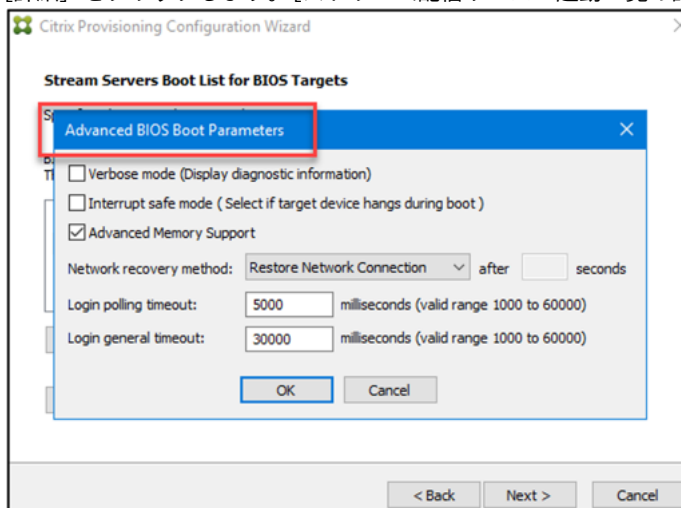 Citrix Provisioning Configuration Wizard
Stream Servers Boot List for BIOS Targets
Advanced BIOS Boot Parameters
Verbose mode (Display diagnostic information)
Interrupt safe mode ( Select if target device hangs during boot )
Advanced Memory Support
Network recovery method: Restore Network Connection after seconds
Login polling timeout: 5000 milliseconds (valid range 1000 to 60000)
Login general timeout: 30000 milliseconds (valid range 1000 to 60000)
OK Cancel
< Back Next > Cancel